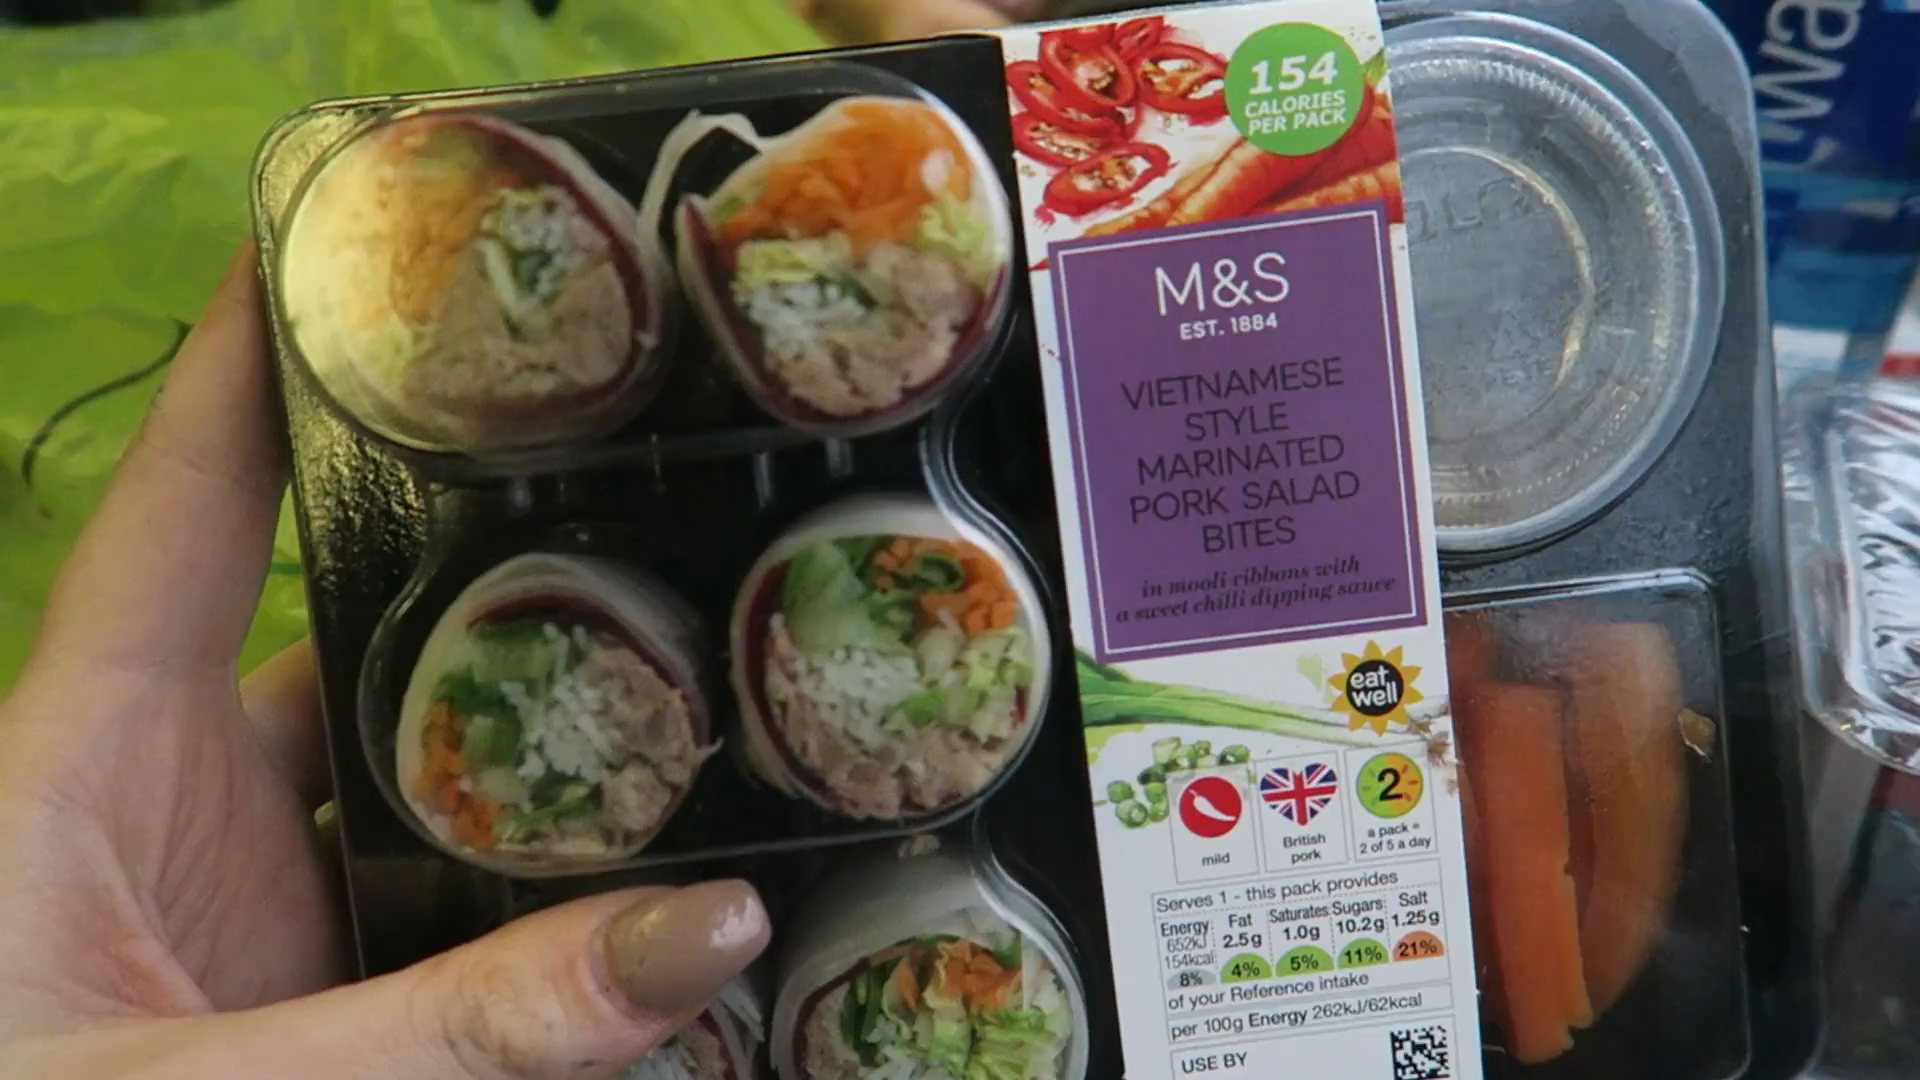 154
CALORIES
PER PACK
M&S
EST. 1884
VIETNAMESE
STYLE
MARINATED
PORK SALAD
BITES
in mooli ribbons with
a sweet chilli dipping sauce
eat
well
mild
British
pork
2
a pack =
2 of 5 a day
Serves 1 - this pack provides
Energy Fat Saturates Sugars Salt
652kJ 2.5g 1.0g 10.2g 1.25g
154kcal
8% 4% 5% 11% 21%
of your Reference intake
per 100g Energy 262kJ/62kcal
USE BY